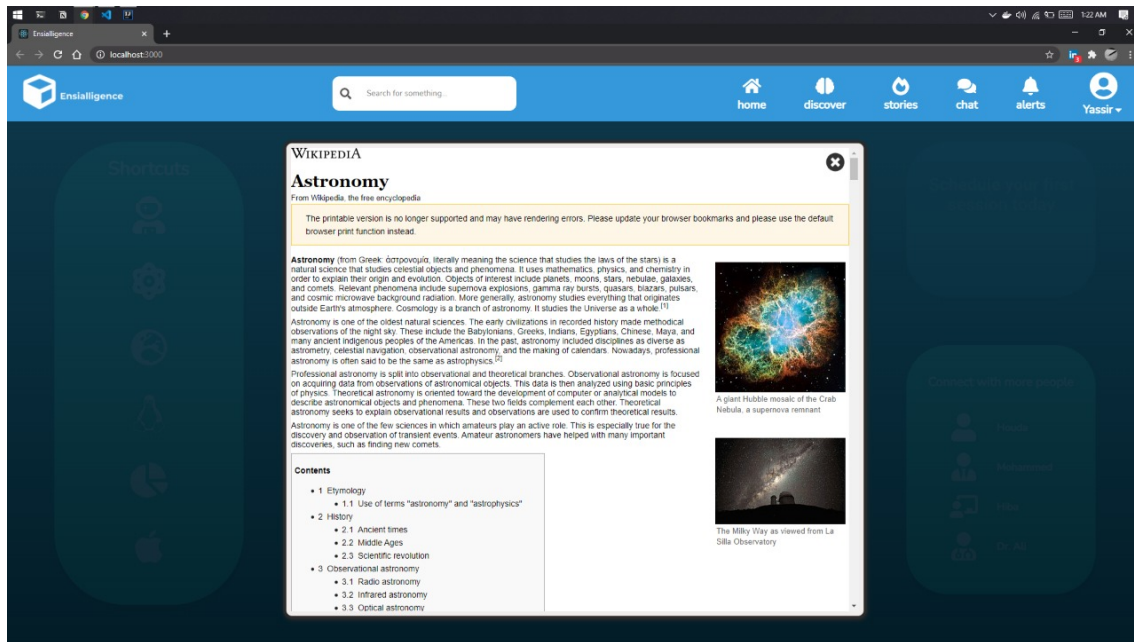 1:22 AM
Ensialligence
localhost:3000
Ensialligence
Search for something..
home
discover
stories
chat
alerts
Yassir
Shortcuts
WIKIPEDIA
Astronomy
From Wikipedia, the free encyclopedia
The printable version is no longer supported and may have rendering errors. Please update your browser bookmarks and please use the default
browser print function instead.
Astronomy (from Greek: ἀστρονομία, literally meaning the science that studies the laws of the stars) is a
natural science that studies celestial objects and phenomena. It uses mathematics, physics, and chemistry in
order to explain their origin and evolution. Objects of interest include planets, moons, stars, nebulae, galaxies,
and comets. Relevant phenomena include supernova explosions, gamma ray bursts, quasars, blazars, pulsars,
and cosmic microwave background radiation. More generally, astronomy studies everything that originates
outside Earth's atmosphere. Cosmology is a branch of astronomy. It studies the Universe as a whole.[1]
Astronomy is one of the oldest natural sciences. The early civilizations in recorded history made methodical
observations of the night sky. These include the Babylonians, Greeks, Indians, Egyptians, Chinese, Maya, and
many ancient indigenous peoples of the Americas. In the past, astronomy included disciplines as diverse as
astrometry, celestial navigation, observational astronomy, and the making of calendars. Nowadays, professional
astronomy is often said to be the same as astrophysics.[2]
Professional astronomy is split into observational and theoretical branches. Observational astronomy is focused
on acquiring data from observations of astronomical objects. This data is then analyzed using basic principles
of physics. Theoretical astronomy is oriented toward the development of computer or analytical models to
describe astronomical objects and phenomena. These two fields complement each other. Theoretical
astronomy seeks to explain observational results and observations are used to confirm theoretical results.
Astronomy is one of the few sciences in which amateurs play an active role. This is especially true for the
discovery and observation of transient events. Amateur astronomers have helped with many important
discoveries, such as finding new comets.
A giant Hubble mosaic of the Crab
Nebula, a supernova remnant
The Milky Way as viewed from La
Silla Observatory
Contents
1 Etymology
1.1 Use of terms "astronomy" and "astrophysics"
2 History
2.1 Ancient times
2.2 Middle Ages
2.3 Scientific revolution
3 Observational astronomy
3.1 Radio astronomy
3.2 Infrared astronomy
3.3 Optical astronomy
Connect with more people
Mohammed